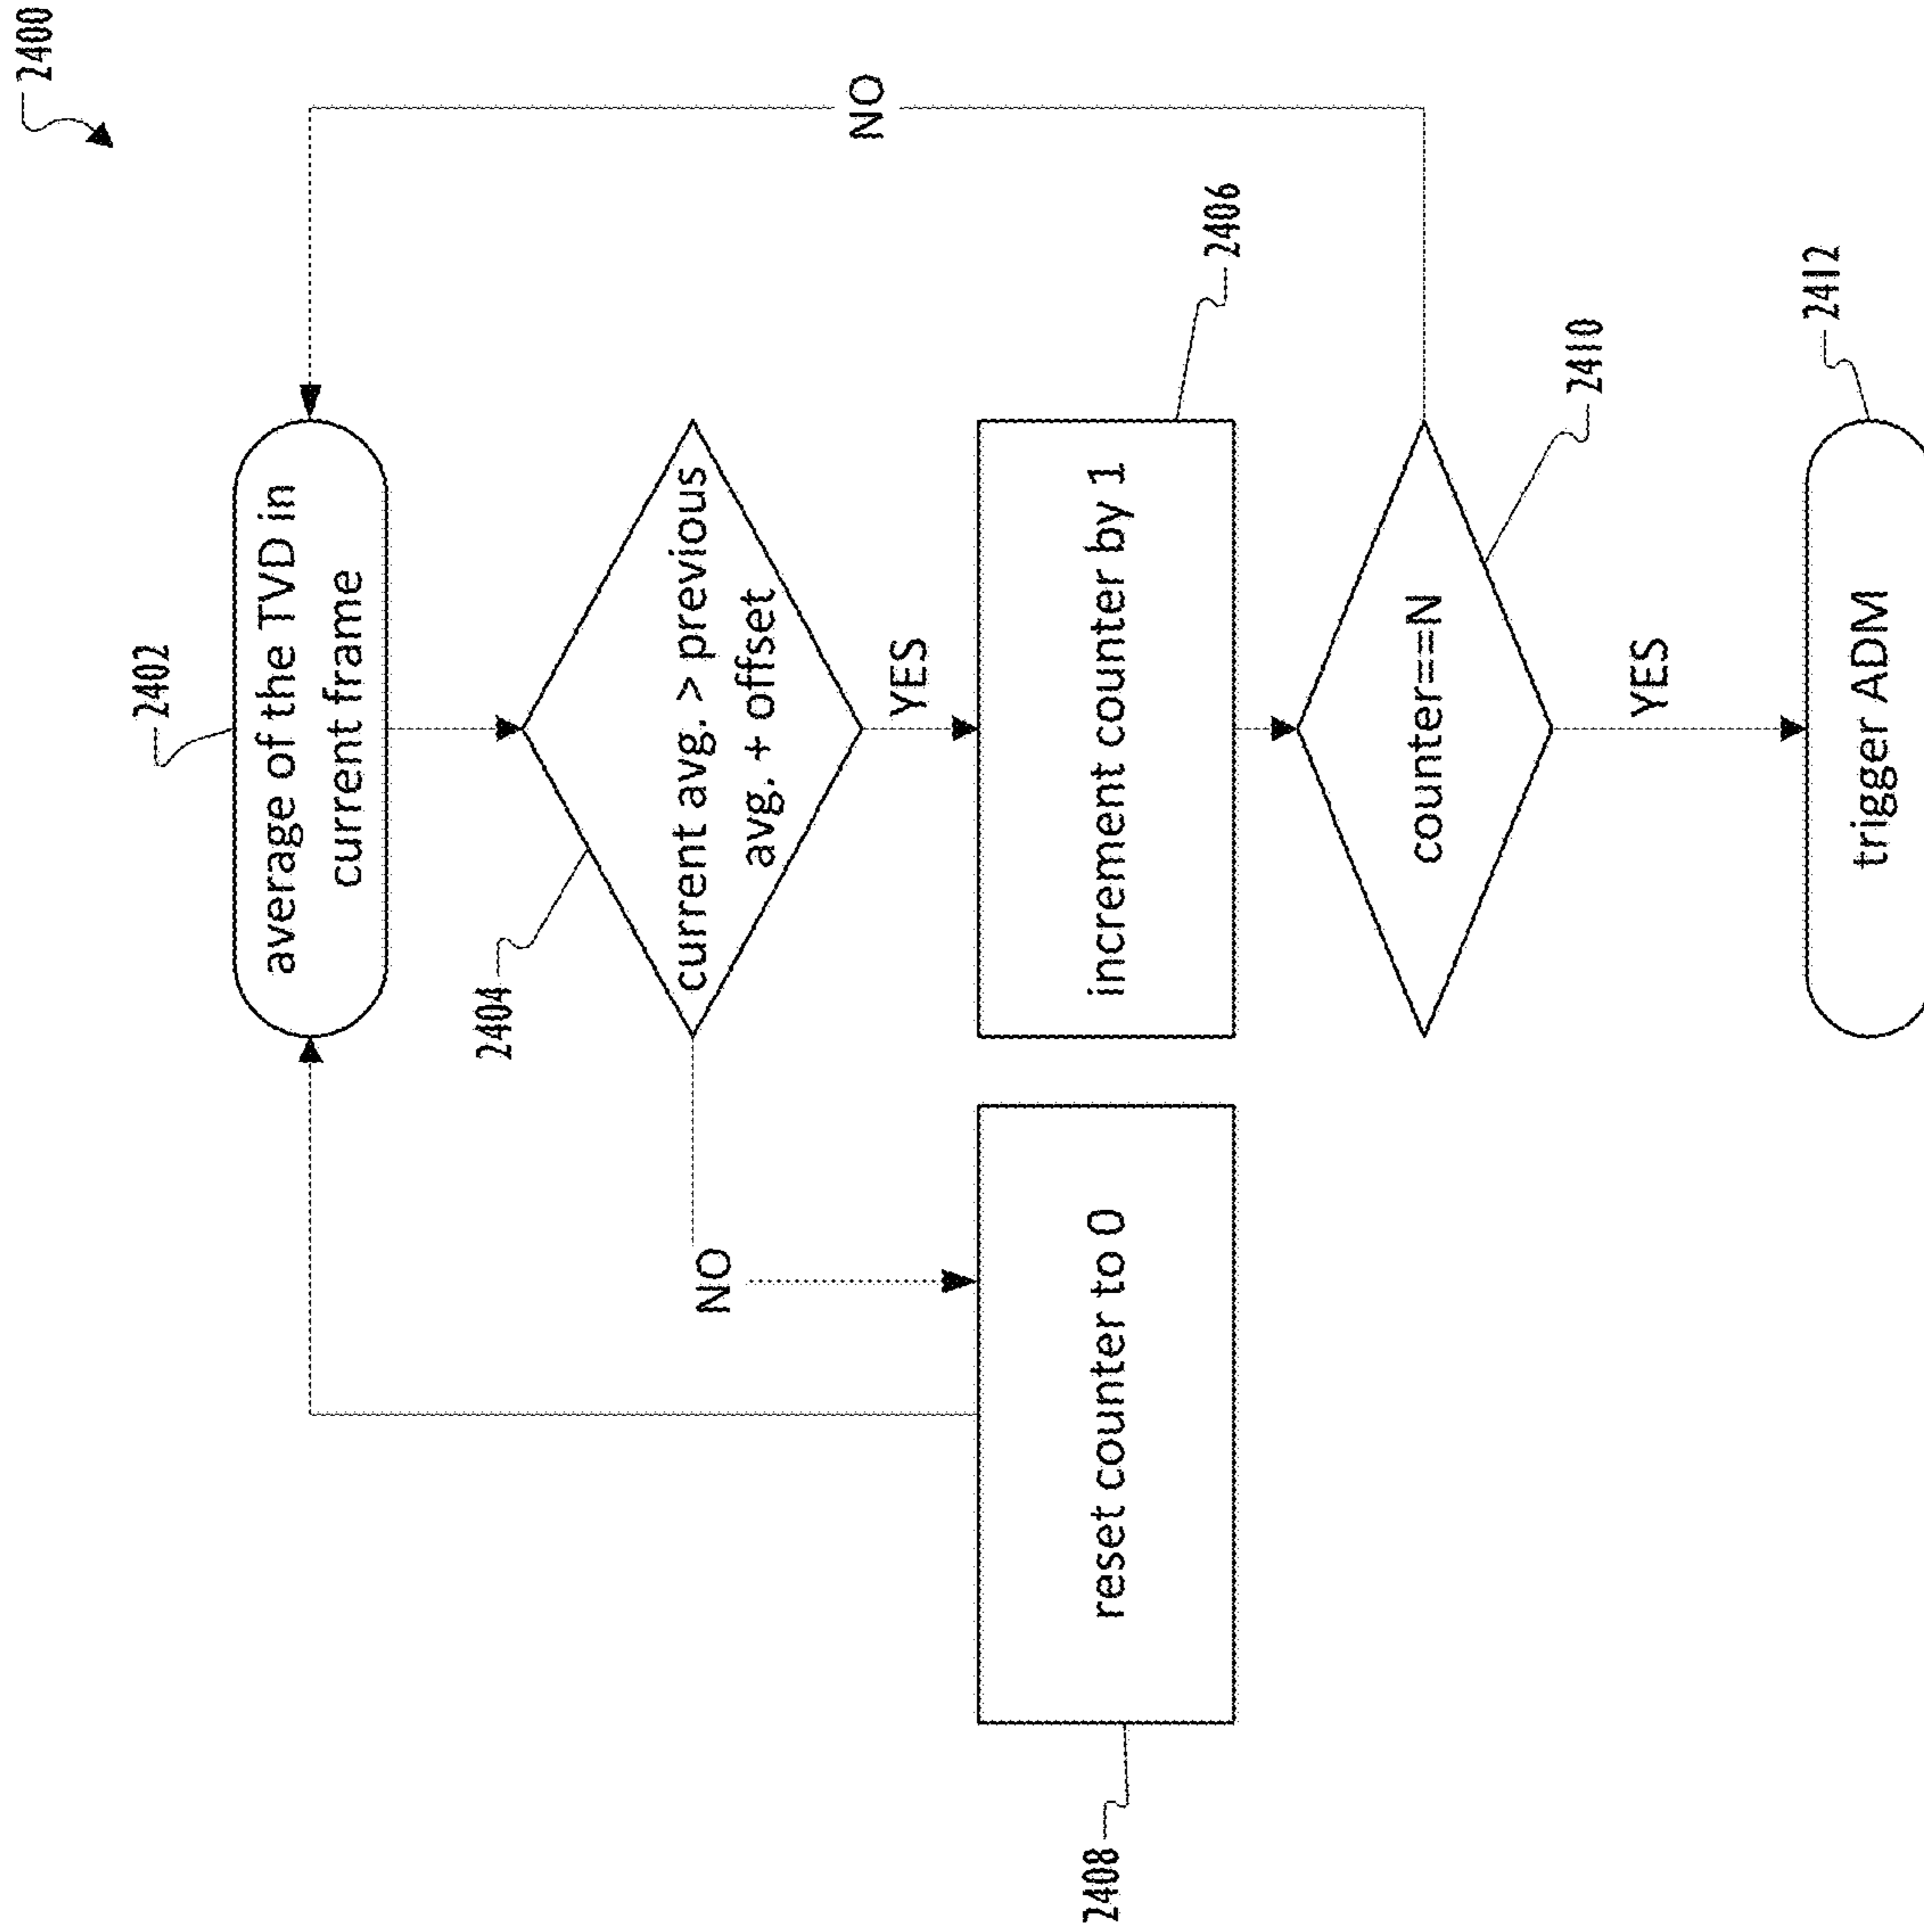 2400
2402
average of the TVD in
current frame
2404
current avg. > previous
avg. + offset
NO
YES
2408
reset counter to 0
increment counter by 1
2406
NO
counter==N
2410
YES
trigger ADM
2412